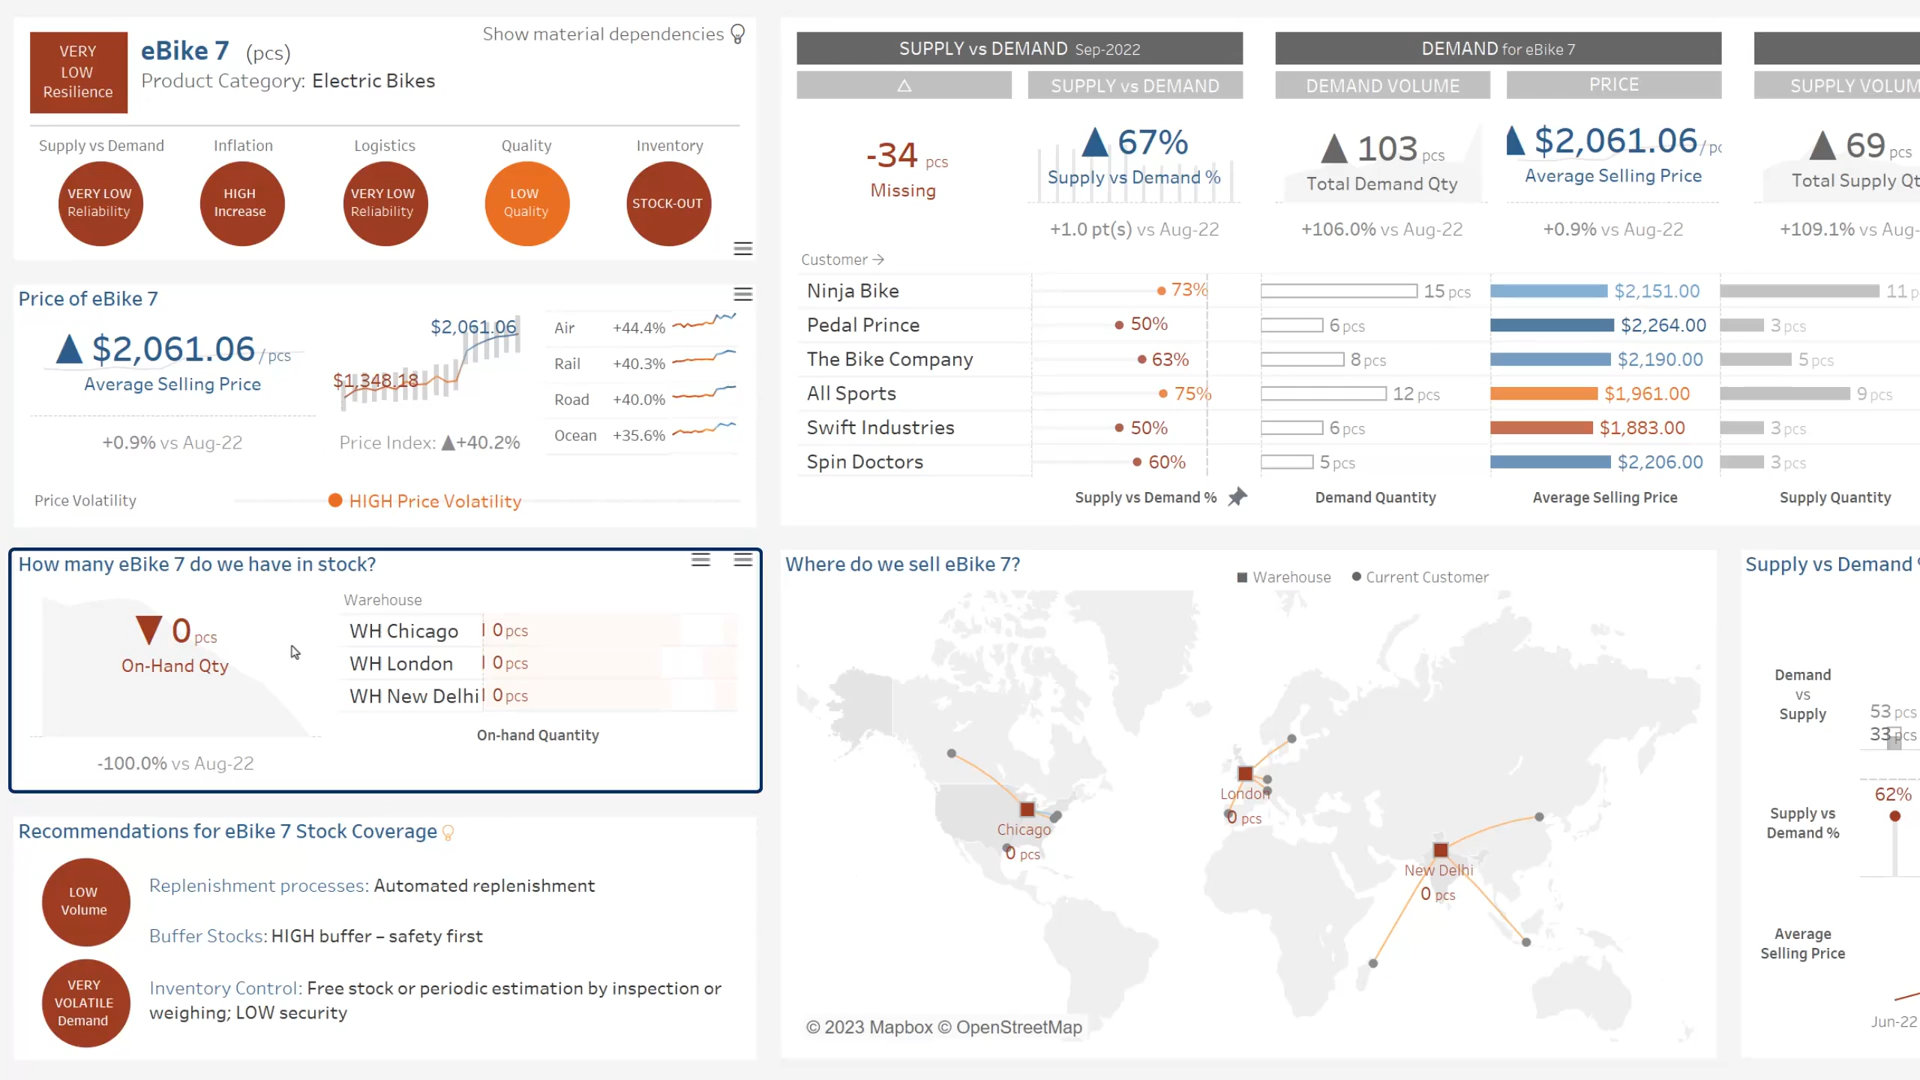 VERY
LOW
Resilience
eBike 7 (pcs)
Product Category: Electric Bikes
Show material dependencies
Supply vs Demand
Inflation
Logistics
Quality
Inventory
VERY LOW
Reliability
HIGH
Increase
VERY LOW
Reliability
LOW
Quality
STOCK-OUT
Price of eBike 7
▲ $2,061.06 / pcs
Average Selling Price
+0.9% vs Aug-22
$2,061.06
$1,348.18
Price Index: ▲+40.2%
Air +44.4%
Rail +40.3%
Road +40.0%
Ocean +35.6%
Price Volatility
HIGH Price Volatility
How many eBike 7 do we have in stock?
▼ 0 pcs
On-Hand Qty
-100.0% vs Aug-22
Warehouse
WH Chicago 0 pcs
WH London 0 pcs
WH New Delhi 0 pcs
On-hand Quantity
Recommendations for eBike 7 Stock Coverage
LOW
Volume
Replenishment processes: Automated replenishment
Buffer Stocks: HIGH buffer – safety first
VERY
VOLATILE
Demand
Inventory Control: Free stock or periodic estimation by inspection or
weighing; LOW security
SUPPLY vs DEMAND Sep-2022
△
SUPPLY vs DEMAND
-34 pcs
Missing
▲ 67%
Supply vs Demand %
+1.0 pt(s) vs Aug-22
DEMAND for eBike 7
DEMAND VOLUME
PRICE
▲ 103 pcs
Total Demand Qty
+106.0% vs Aug-22
▲ $2,061.06 /pc
Average Selling Price
+0.9% vs Aug-22
SUPPLY VOLUM
▲ 69 pcs
Total Supply Qt
+109.1% vs Aug-
Customer →
Ninja Bike 73% 15 pcs $2,151.00 11 p
Pedal Prince 50% 6 pcs $2,264.00 3 pcs
The Bike Company 63% 8 pcs $2,190.00 5 pcs
All Sports 75% 12 pcs $1,961.00 9 pcs
Swift Industries 50% 6 pcs $1,883.00 3 pcs
Spin Doctors 60% 5 pcs $2,206.00 3 pcs
Supply vs Demand %
Demand Quantity
Average Selling Price
Supply Quantity
Where do we sell eBike 7?
Warehouse
Current Customer
London
0 pcs
Chicago
0 pcs
New Delhi
0 pcs
© 2023 Mapbox © OpenStreetMap
Supply vs Demand
Demand
vs
Supply
53 pcs
33 pcs
Supply vs
Demand %
62%
Average
Selling Price
Jun-22